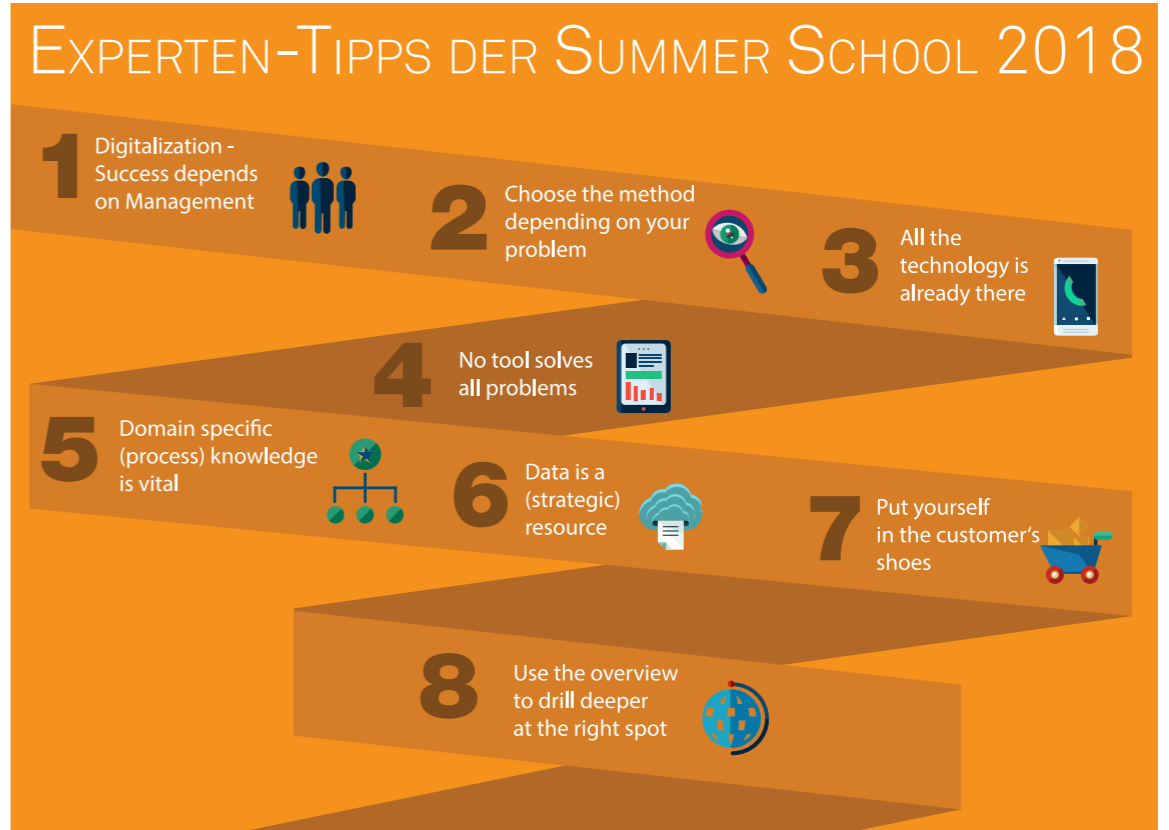 EXPERTEN-TIPPS DER SUMMER SCHOOL 2018
1
Digitalization -
Success depends
on Management
2
Choose the method
depending on your
problem
3
All the
technology is
already there
4
No tool solves
all problems
5
Domain specific
(process) knowledge
is vital
6
Data is a
(strategic)
resource
7
Put yourself
in the customer‘s
shoes
8
Use the overview
to drill deeper
at the right spot